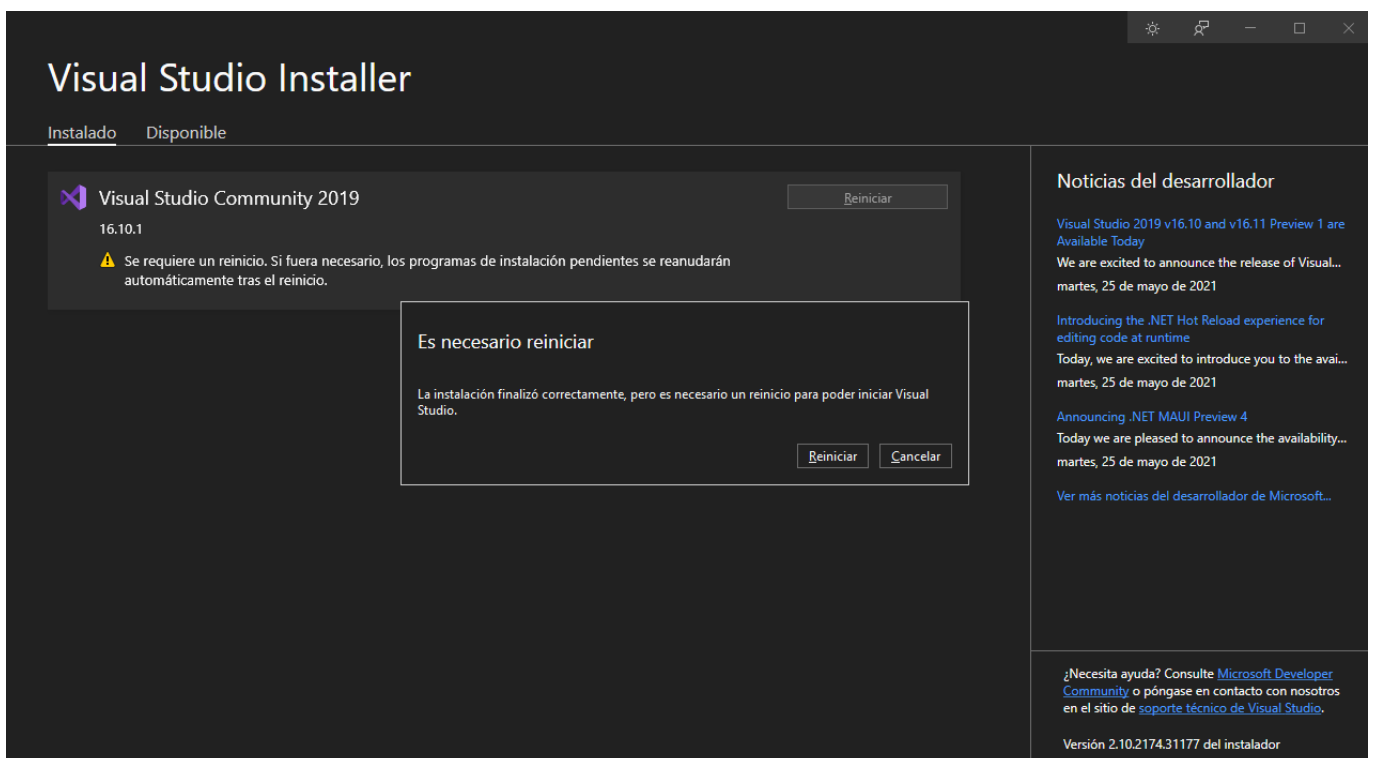 Visual Studio Installer
Instalado Disponible
Visual Studio Community 2019
Reiniciar
16.10.1
Se requiere un reinicio. Si fuera necesario, los programas de instalación pendientes se reanudarán
automáticamente tras el reinicio.
Es necesario reiniciar
La instalación finalizó correctamente, pero es necesario un reinicio para poder iniciar Visual
Studio.
Reiniciar Cancelar
Noticias del desarrollador
Visual Studio 2019 v16.10 and v16.11 Preview 1 are
Available Today
We are excited to announce the release of Visual...
martes, 25 de mayo de 2021
Introducing the .NET Hot Reload experience for
editing code at runtime
Today, we are excited to introduce you to the avai...
martes, 25 de mayo de 2021
Announcing .NET MAUI Preview 4
Today we are pleased to announce the availability...
martes, 25 de mayo de 2021
Ver más noticias del desarrollador de Microsoft...
¿Necesita ayuda? Consulte Microsoft Developer
Community o póngase en contacto con nosotros
en el sitio de soporte técnico de Visual Studio.
Versión 2.10.2174.31177 del instalador